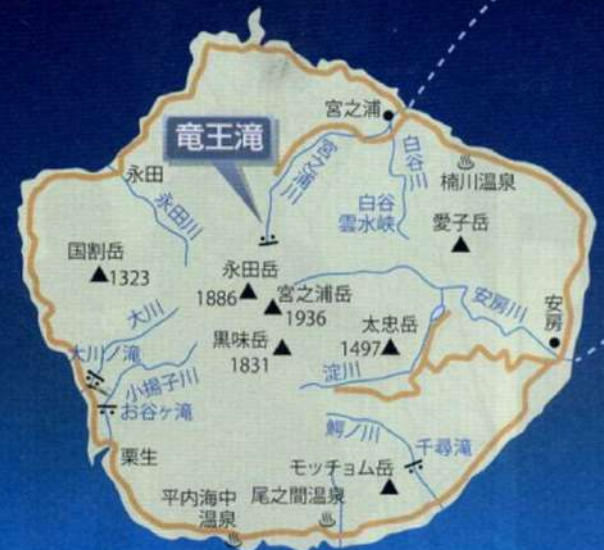 宮之浦
竜王滝
宮之浦川
白谷川
楠川温泉
永田
永田川
白谷
雲水峡
愛子岳
国割岳
1323
永田岳
1886
宮之浦岳
1936
安房川
安房
太忠岳
1497
大川
黒味岳
1831
大川ノ滝
小揚子川
淀川
お谷ヶ滝
鯛ノ川
千尋滝
栗生
モッチョム岳
平内海中
温泉
尾之間温泉